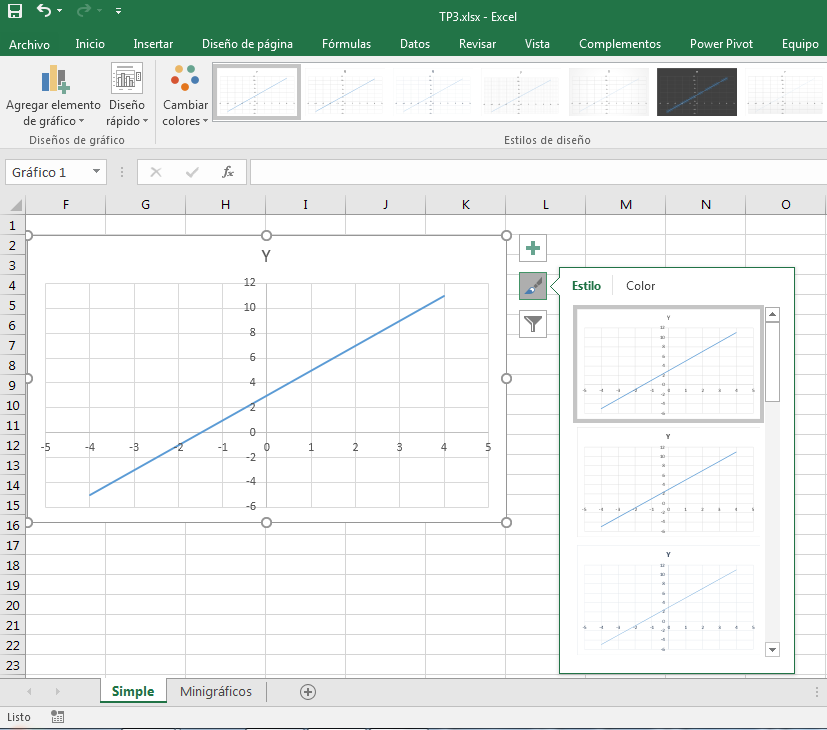 TP3.xlsx - Excel
Archivo Inicio Insertar Diseño de página Fórmulas Datos Revisar Vista Complementos Power Pivot Equipo
Agregar elemento de gráfico
Diseño rápido
Cambiar colores
Diseños de gráfico
Estilos de diseño
Gráfico 1
fx
F G H I J K L M N O
1
2
3
4
5
6
7
8
9
10
11
12
13
14
15
16
17
18
19
20
21
22
23
Y
12
10
8
6
4
2
0
-2
-4
-6
-5 -4 -3 -2 -1 0 1 2 3 4 5
Estilo Color
Y
Y
Y
Simple Minigráficos
Listo